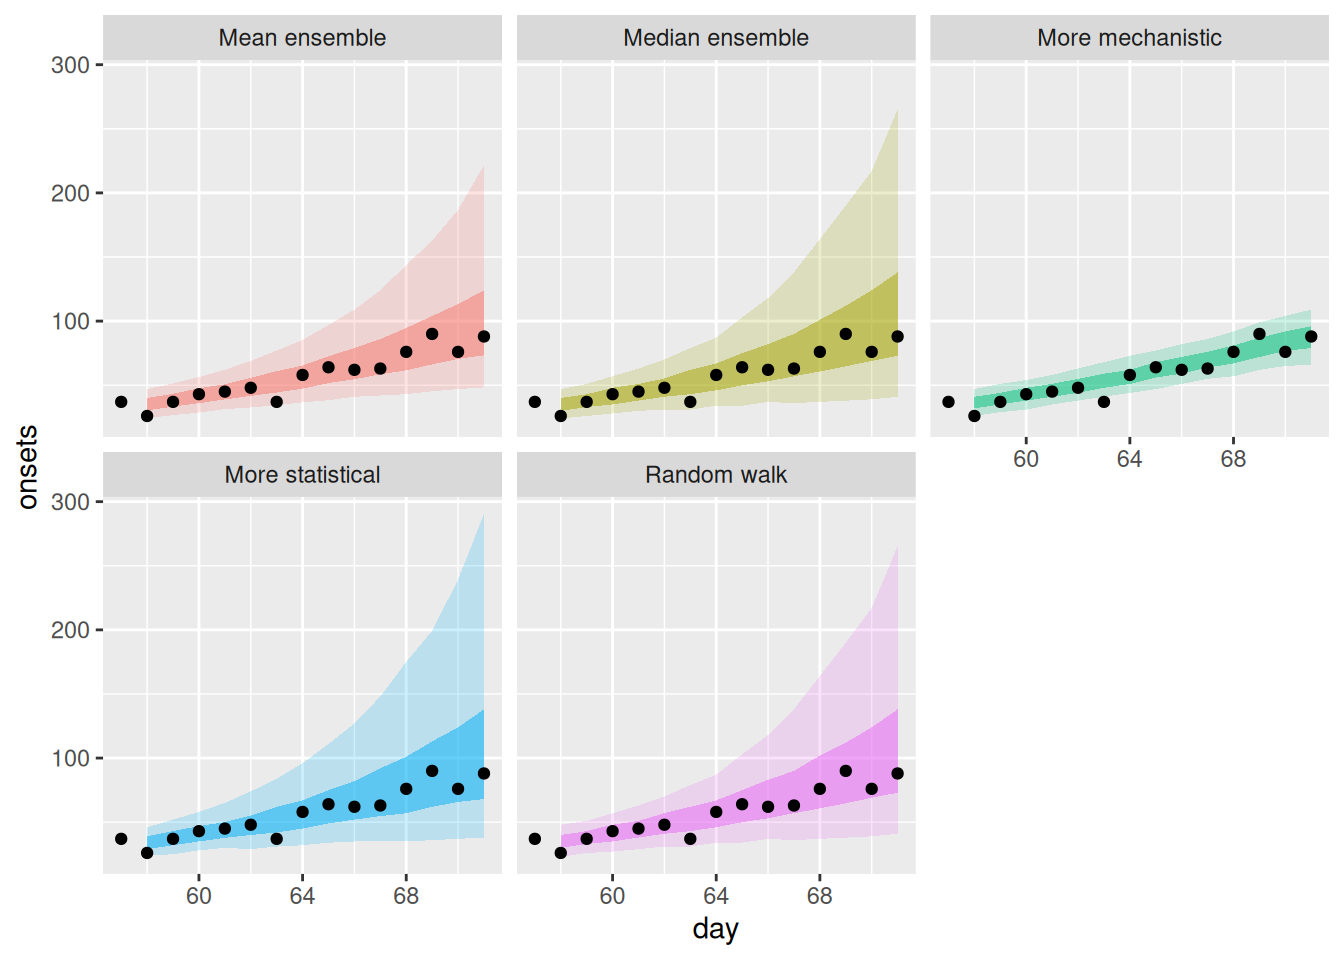 Mean ensemble
Median ensemble
More mechanistic
300
200
100
60
64
68
More statistical
Random walk
300
200
100
60
64
68
60
64
68
onsets
day